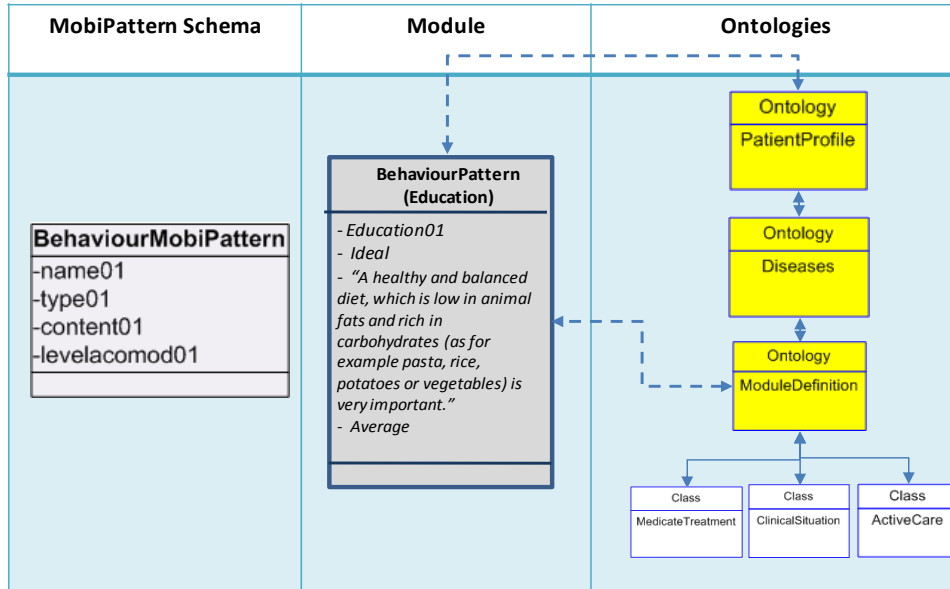 MobiPattern Schema
Module
Ontologies
BehaviourMobiPattern
-name01
-type01
-content01
-levelacomod01
BehaviourPattern
(Education)
- Education01
- Ideal
- “A healthy and balanced
diet, which is low in animal
fats and rich in
carbohydrates (as for
example pasta, rice,
potatoes or vegetables) is
very important.”
- Average
Ontology
PatientProfile
Ontology
Diseases
Ontology
ModuleDefinition
Class
MedicateTreatment
Class
ClinicalSituation
Class
ActiveCare